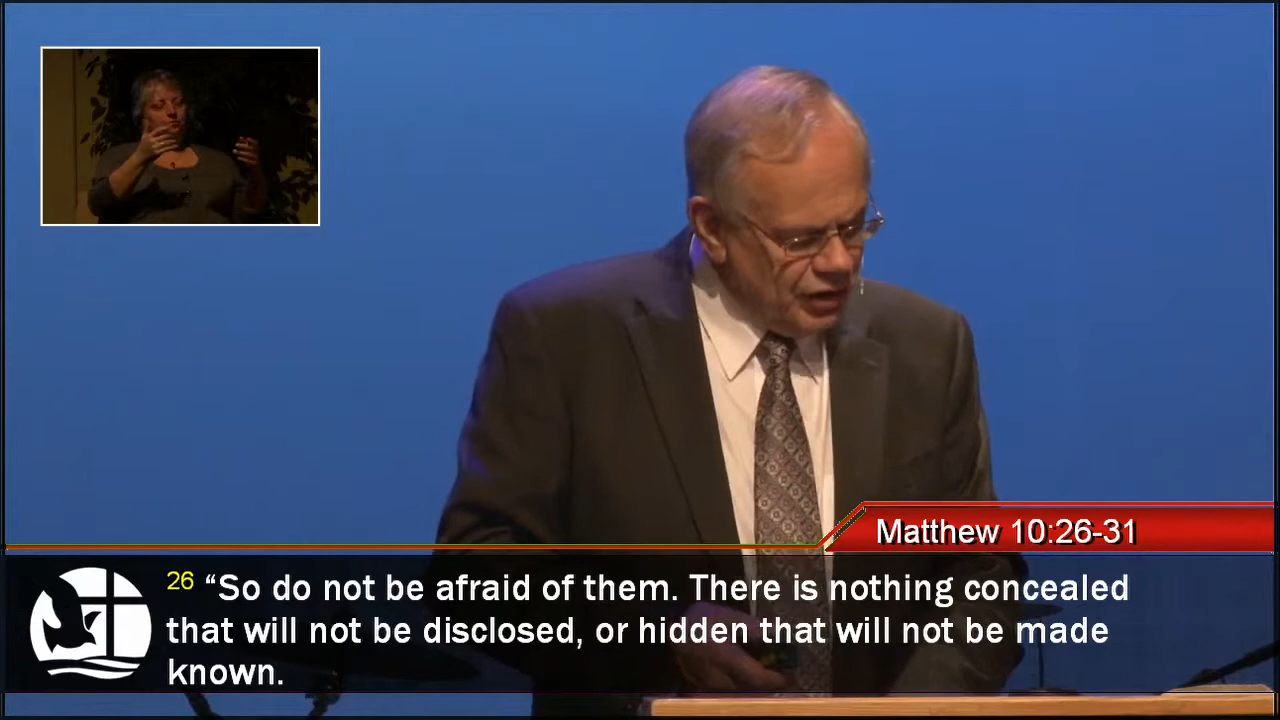 Matthew 10:26-31
26 “So do not be afraid of them. There is nothing concealed
that will not be disclosed, or hidden that will not be made
known.